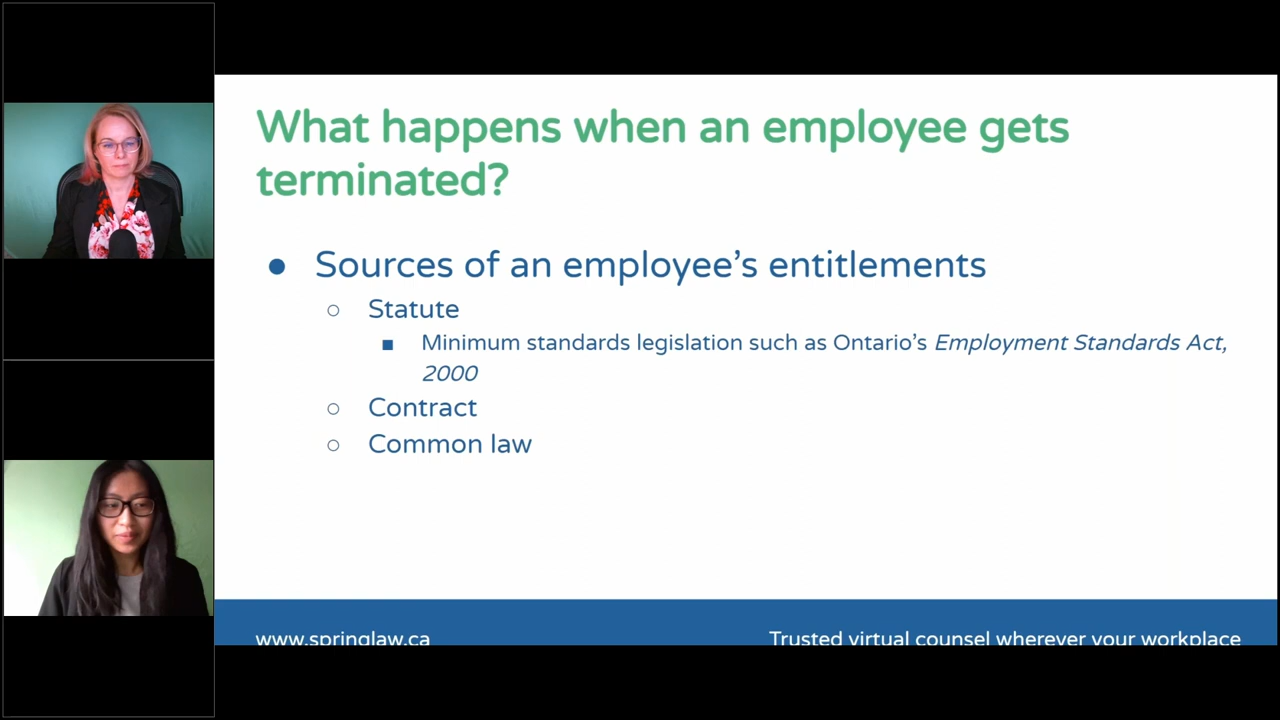 What happens when an employee gets
terminated?
● Sources of an employee’s entitlements
○ Statute
■ Minimum standards legislation such as Ontario’s Employment Standards Act,
2000
○ Contract
○ Common law
www.springlaw.ca
Trusted virtual counsel wherever your workplace